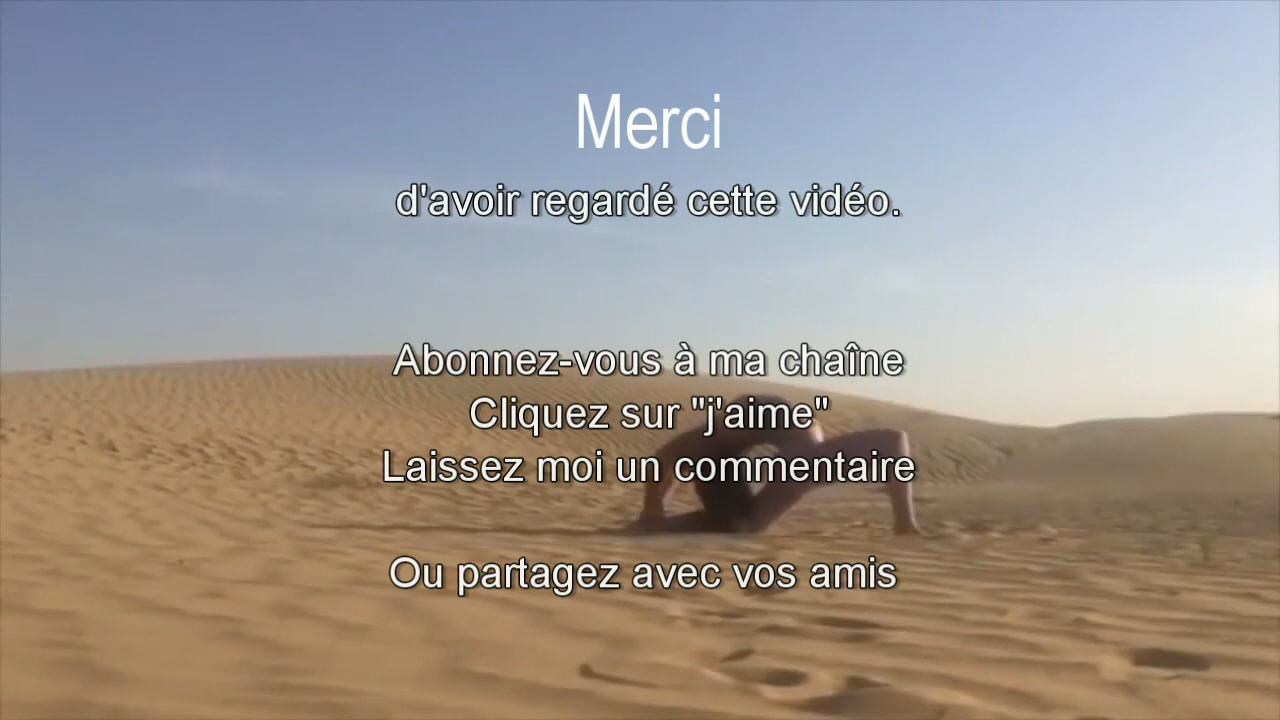 Merci
d'avoir regardé cette vidéo.
Abonnez-vous à ma chaîne
Cliquez sur "j'aime"
Laissez moi un commentaire
Ou partagez avec vos amis